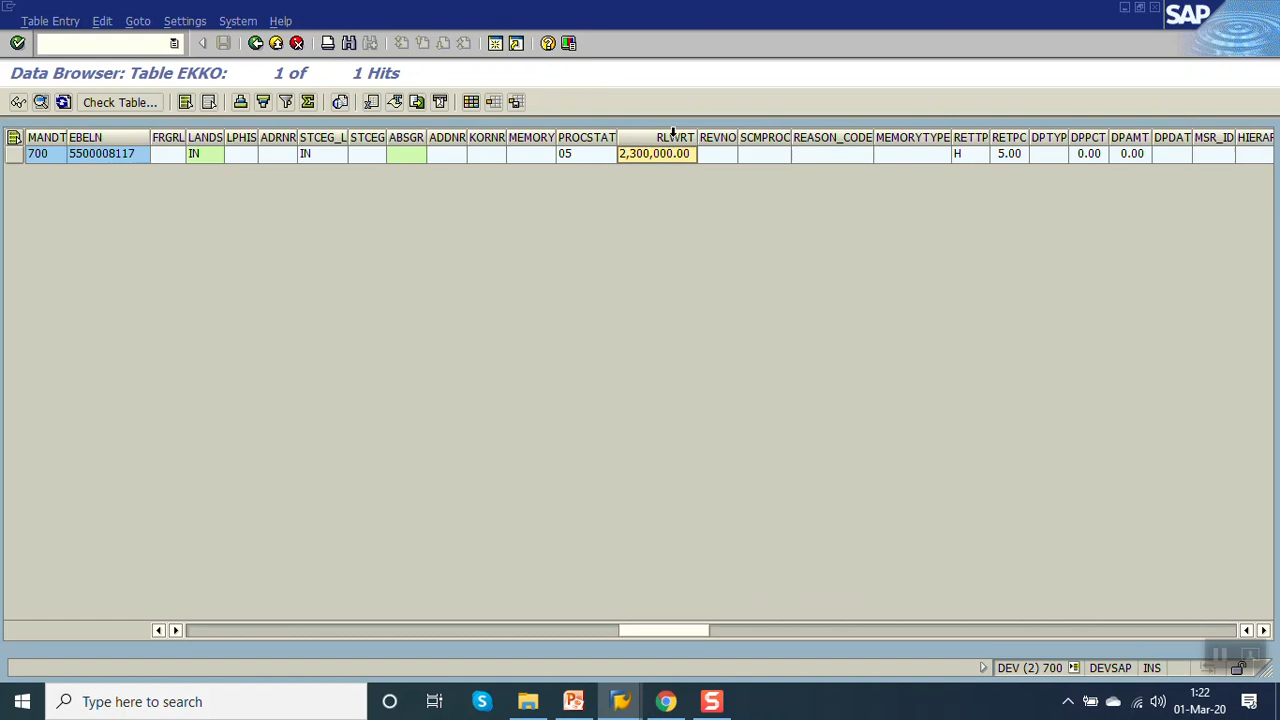 Table Entry Edit Goto Settings System Help
SAP
Data Browser: Table EKKO: 1 of 1 Hits
Check Table...
MANDT EBELN FRGRL LANDS LPHIS ADRNR STCEG_L STCEG ABSGR ADDNR KORNR MEMORY PROCSTAT RLWRT REVNO SCMPROC REASON_CODE MEMORYTYPE RETTP RETPC DPTYP DPPCT DPAMT DPDAT MSR_ID HIERAR
700 5500008117 IN IN 05 2,300,000.00 H 5.00 0.00 0.00
DEV (2) 700 DEVSAP INS
Type here to search
S
P
S
1:22
01-Mar-20